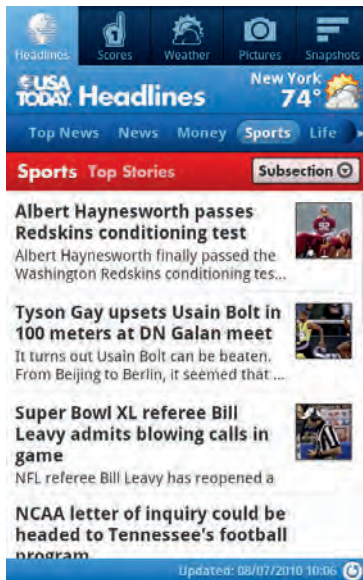 Headlines Scores Weather Pictures Snapshots
USA
TODAY. Headlines
New York
74°
Top News News Money Sports Life
Sports Top Stories Subsection
Albert Haynesworth passes
Redskins conditioning test
Albert Haynesworth finally passed the
Washington Redskins conditioning tes...
Tyson Gay upsets Usain Bolt in
100 meters at DN Galan meet
It turns out Usain Bolt can be beaten.
From Beijing to Berlin, it seemed that ...
Super Bowl XL referee Bill
Leavy admits blowing calls in
game
NFL referee Bill Leavy has reopened a
NCAA letter of inquiry could be
headed to Tennessee's football
program
Updated: 08/07/2010 10:06